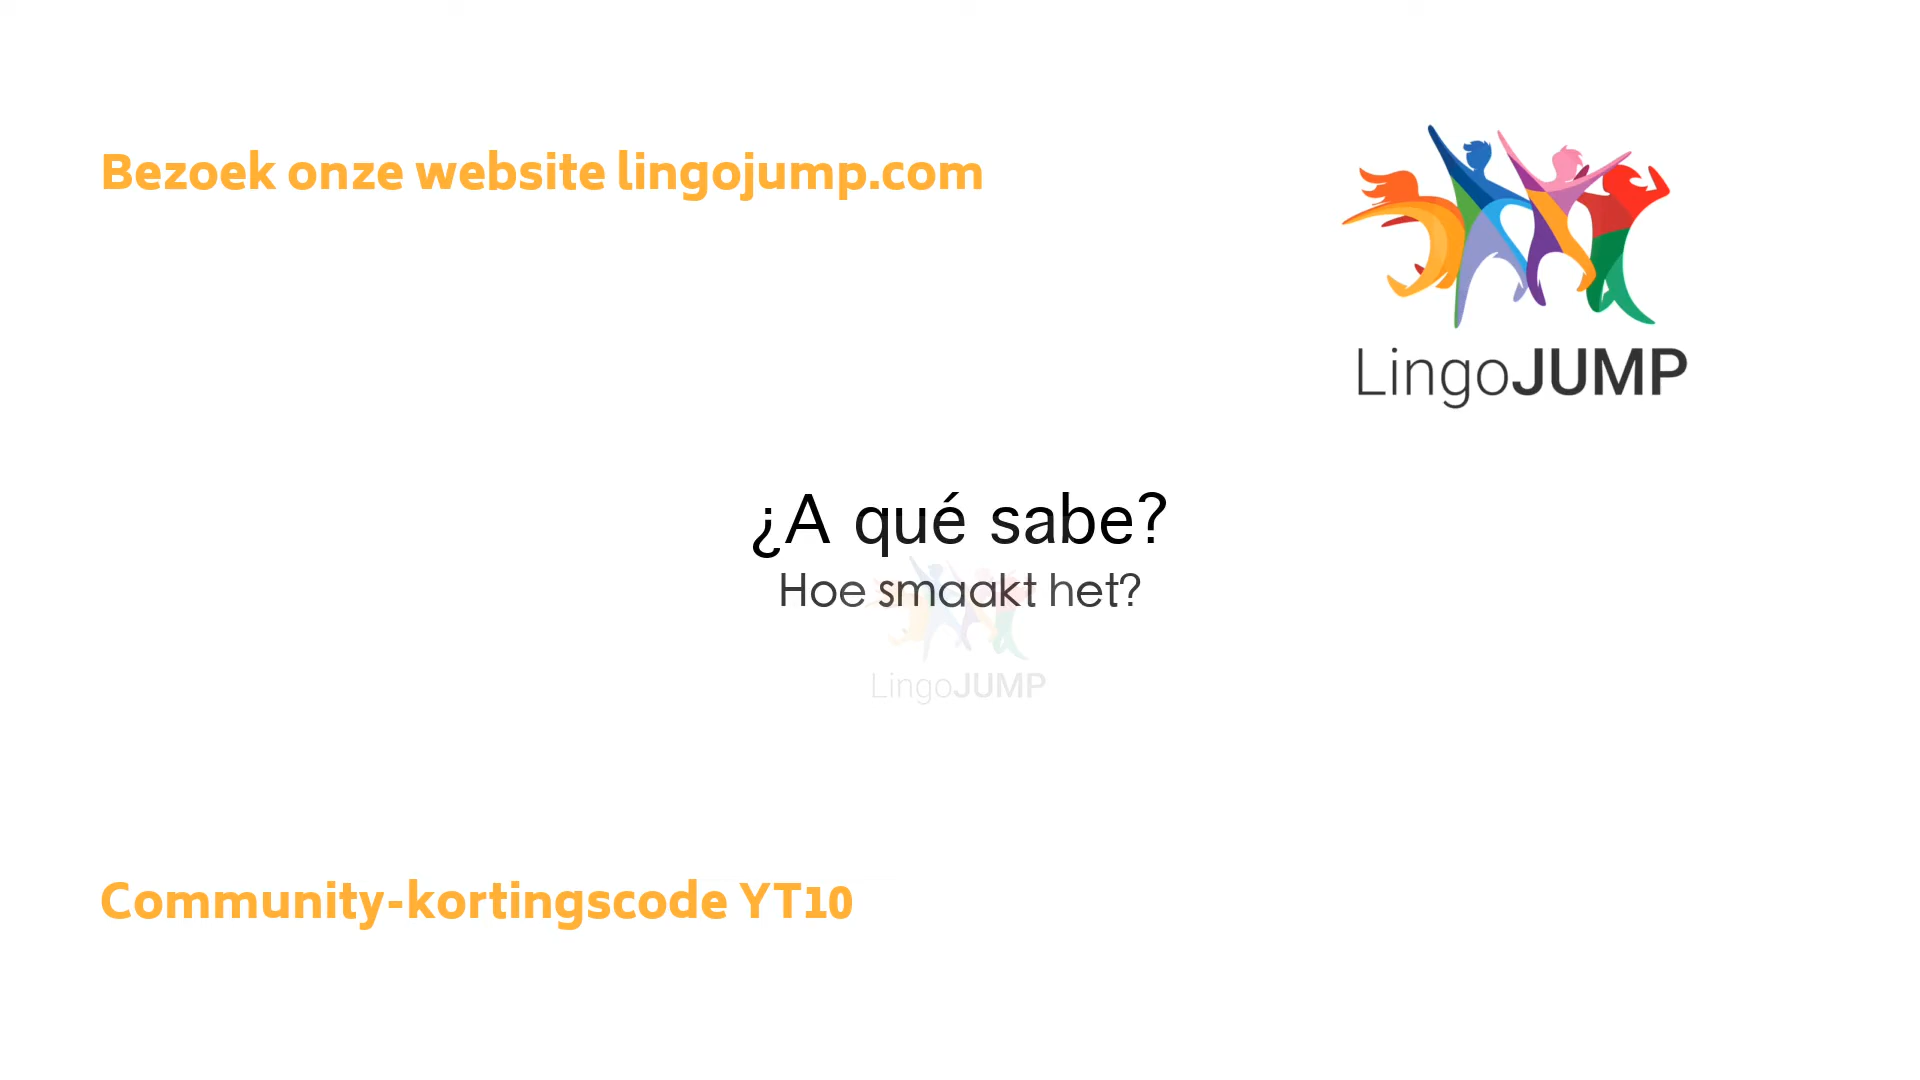 Bezoek onze website lingojump.com
LingoJUMP
¿A qué sabe?
Hoe smaakt het?
LingoJUMP
Community-kortingscode YT10